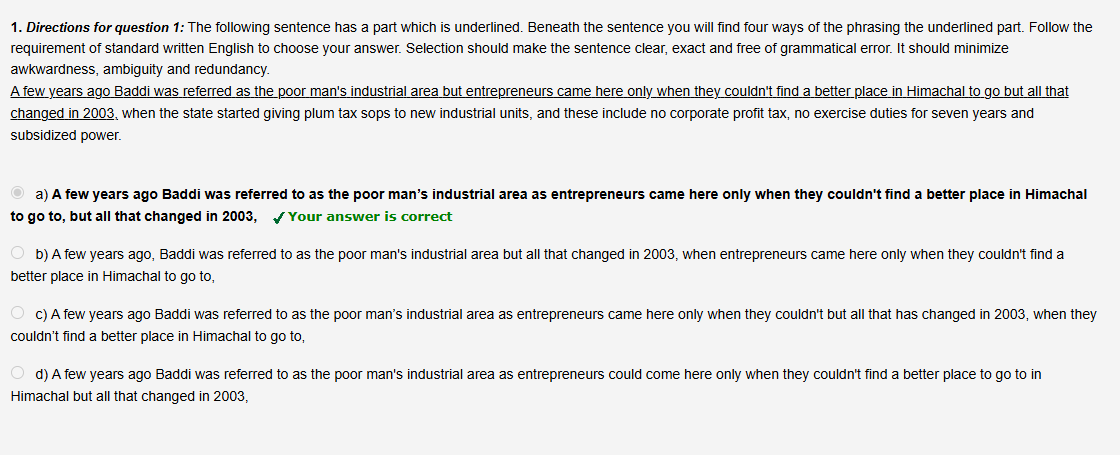 1. Directions for question 1: The following sentence has a part which is underlined. Beneath the sentence you will find four ways of the phrasing the underlined part. Follow the
requirement of standard written English to choose your answer. Selection should make the sentence clear, exact and free of grammatical error. It should minimize
awkwardness, ambiguity and redundancy.
A few years ago Baddi was referred as the poor man's industrial area but entrepreneurs came here only when they couldn't find a better place in Himachal to go but all that
changed in 2003, when the state started giving plum tax sops to new industrial units, and these include no corporate profit tax, no exercise duties for seven years and
subsidized power.
a) A few years ago Baddi was referred to as the poor man’s industrial area as entrepreneurs came here only when they couldn't find a better place in Himachal
to go to, but all that changed in 2003, ✓Your answer is correct
b) A few years ago, Baddi was referred to as the poor man's industrial area but all that changed in 2003, when entrepreneurs came here only when they couldn't find a
better place in Himachal to go to,
c) A few years ago Baddi was referred to as the poor man’s industrial area as entrepreneurs came here only when they couldn't but all that has changed in 2003, when they
couldn’t find a better place in Himachal to go to,
d) A few years ago Baddi was referred to as the poor man's industrial area as entrepreneurs could come here only when they couldn't find a better place to go to in
Himachal but all that changed in 2003,